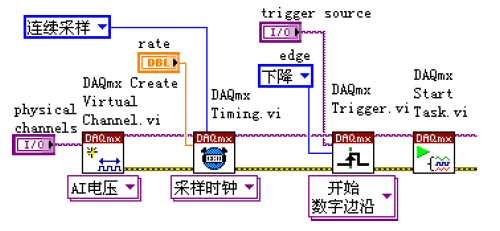 连续采样
trigger source
I/O
rate
DBL
edge
下降
DAQmx Create
Virtual
Channel.vi
DAQmx
Timing.vi
DAQmx
Trigger.vi
DAQmx
Start
Task.vi
physical
channels
I/O
DAQmx
DAQmx
DAQmx
DAQmx
AI电压
采样时钟
开始
数字边沿